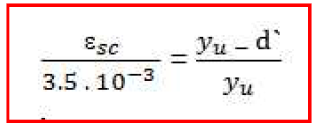 ε_sc / 3.5 . 10⁻³ = y_u – d` / y_u